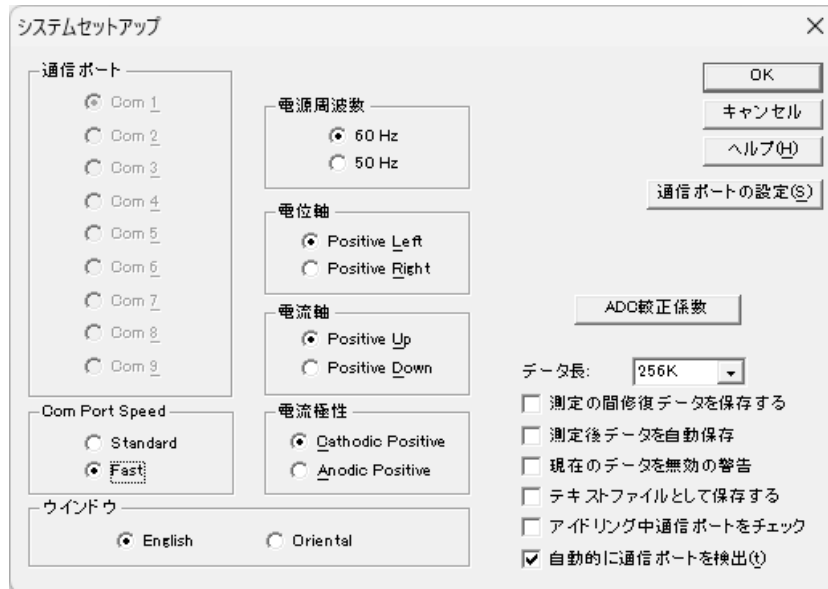 システムセットアップ
通信ポート
Com 1
Com 2
Com 3
Com 4
Com 5
Com 6
Com 7
Com 8
Com 9
Com Port Speed
Standard
Fast
電源周波数
60 Hz
50 Hz
電位軸
Positive Left
Positive Right
電流軸
Positive Up
Positive Down
電流極性
Cathodic Positive
Anodic Positive
ウインドウ
English
Oriental
OK
キャンセル
ヘルプ(H)
通信ポートの設定(S)
ADC較正係数
データ長: 256K
測定の間修復データを保存する
測定後データを自動保存
現在のデータを無効の警告
テキストファイルとして保存する
アイドリング中通信ポートをチェック
自動的に通信ポートを検出(t)